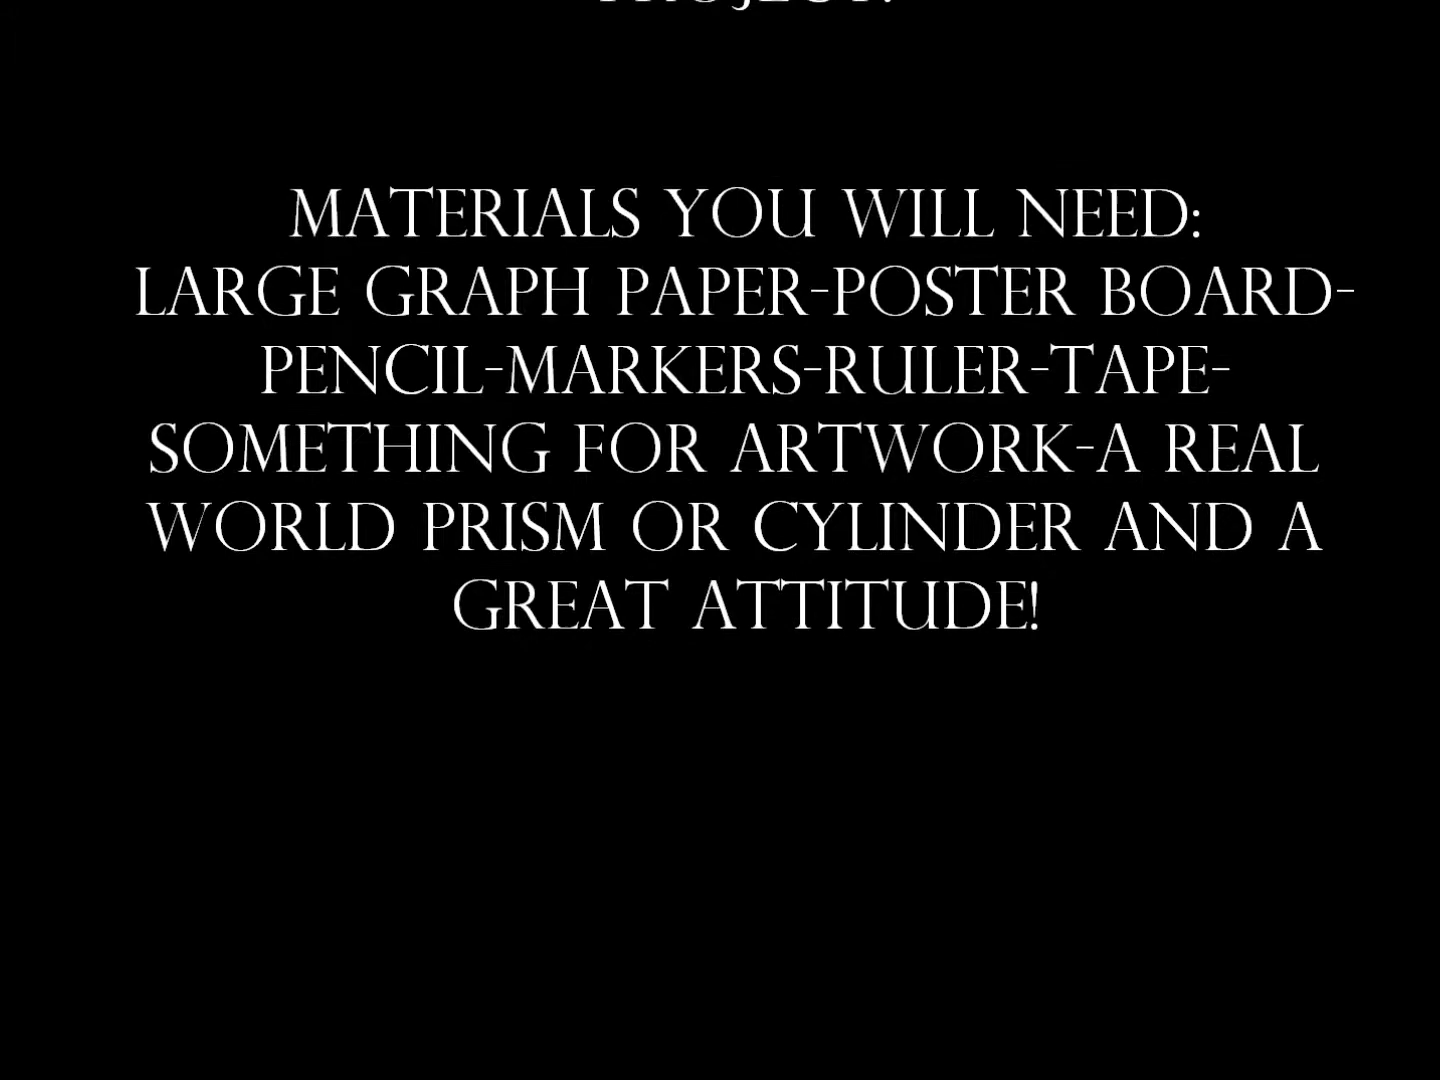 PROJECT!
MATERIALS YOU WILL NEED:
LARGE GRAPH PAPER-POSTER BOARD-
PENCIL-MARKERS-RULER-TAPE-
SOMETHING FOR ARTWORK-A REAL
WORLD PRISM OR CYLINDER AND A
GREAT ATTITUDE!